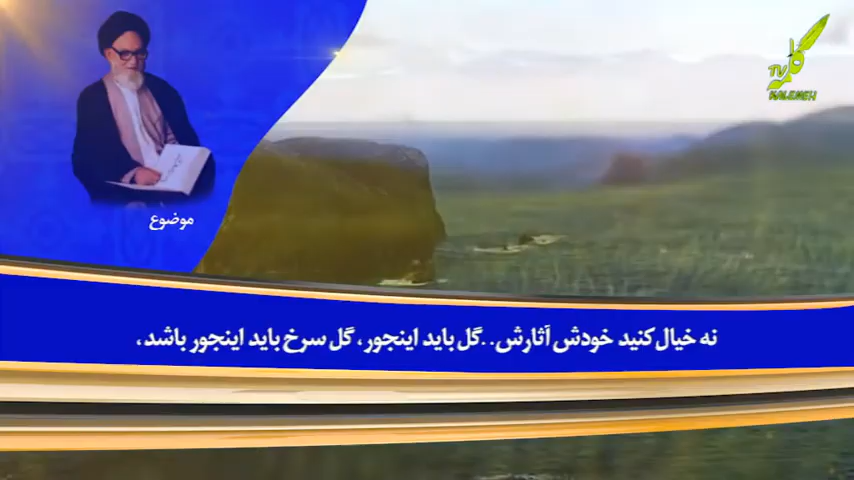 کلمه
TV
KALEMEH
موضوع
نه خیال کنید خودش آثارش..گل باید اینجور، گل سرخ باید اینجور باشد،